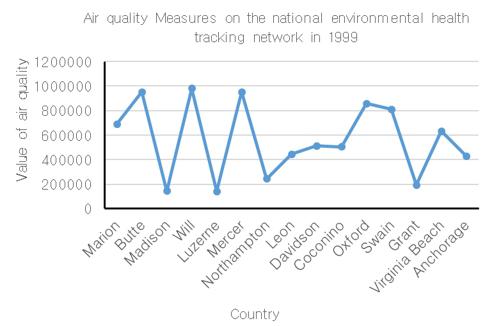 Air quality Measures on the national environmental health
tracking network in 1999
Value of air quality
1200000
1000000
800000
600000
400000
200000
0
Marion
Butte
Madison
Will
Luzerne
Mercer
Northampton
Leon
Davidson
Coconino
Oxford
Swain
Grant
Virginia Beach
Anchorage
Country